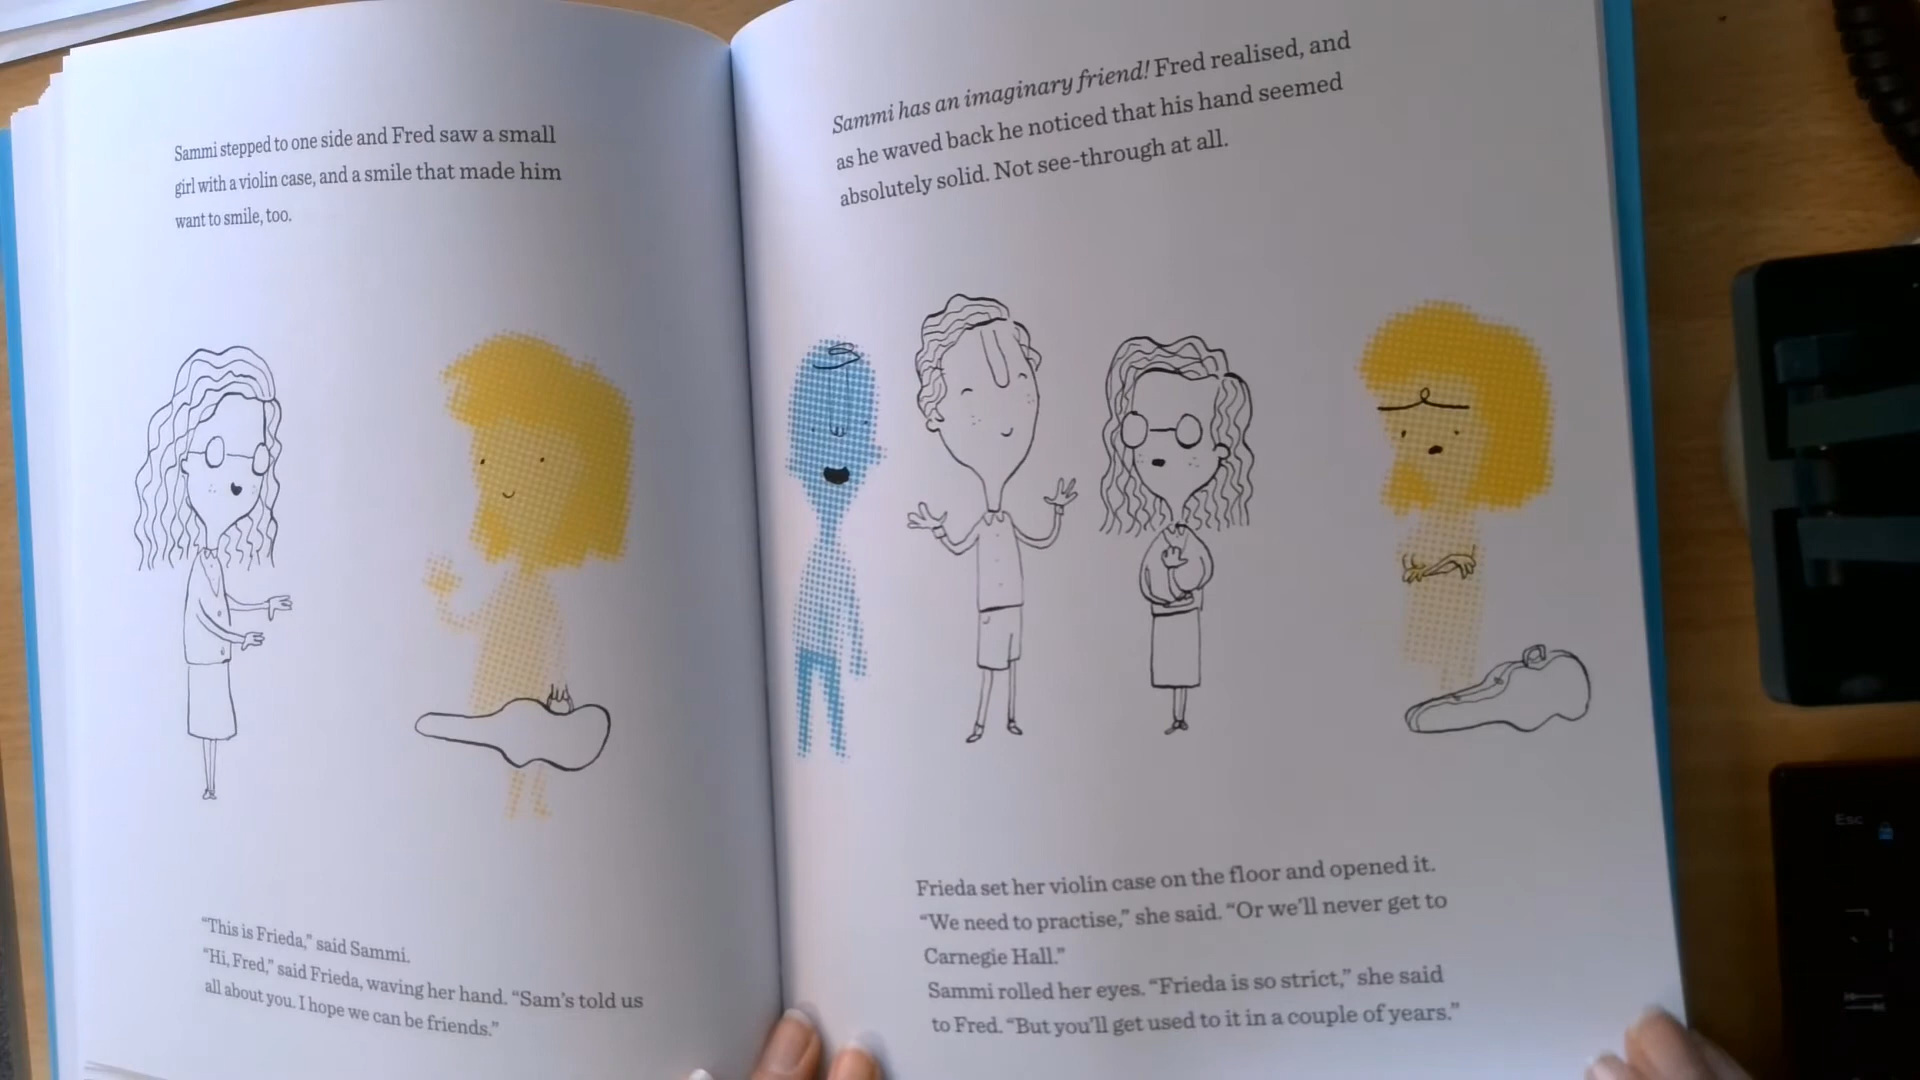 Sammi stepped to one side and Fred saw a small
girl with a violin case, and a smile that made him
want to smile, too.
“This is Frieda,” said Sammi.
“Hi, Fred,” said Frieda, waving her hand. “Sam’s told us
all about you. I hope we can be friends.”
Sammi has an imaginary friend! Fred realised, and
as he waved back he noticed that his hand seemed
absolutely solid. Not see-through at all.
Frieda set her violin case on the floor and opened it.
“We need to practise,” she said. “Or we’ll never get to
Carnegie Hall.”
Sammi rolled her eyes. “Frieda is so strict,” she said
to Fred. “But you’ll get used to it in a couple of years.”
Esc